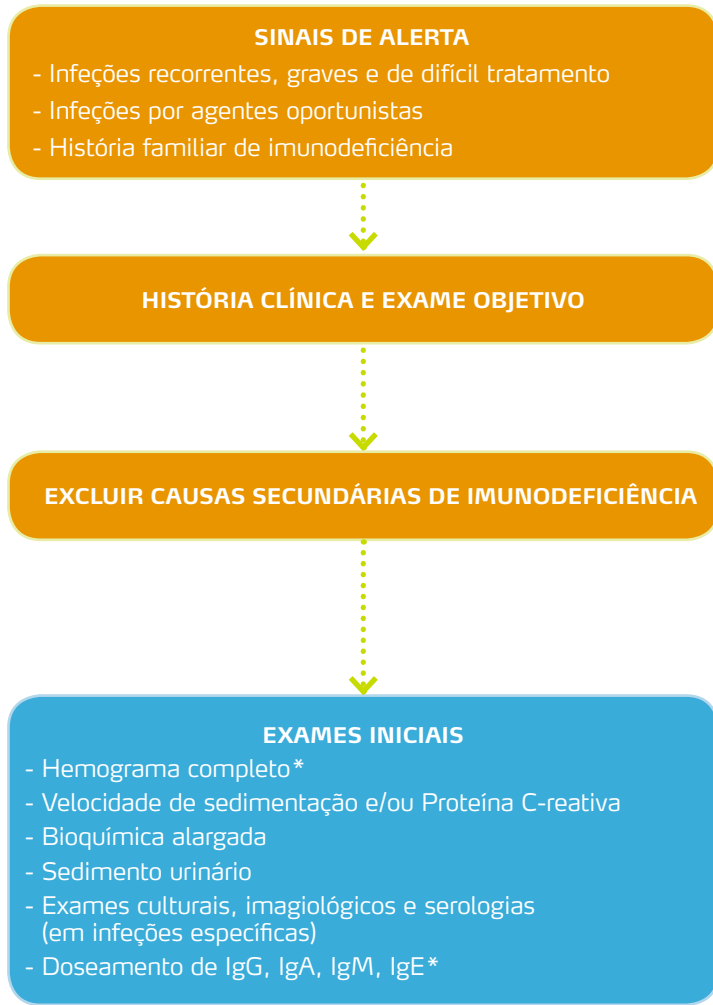 SINAIS DE ALERTA
- Infeções recorrentes, graves e de difícil tratamento
- Infeções por agentes oportunistas
- História familiar de imunodeficiência
HISTÓRIA CLÍNICA E EXAME OBJETIVO
EXCLUIR CAUSAS SECUNDÁRIAS DE IMUNODEFICIÊNCIA
EXAMES INICIAIS
- Hemograma completo*
- Velocidade de sedimentação e/ou Proteína C-reativa
- Bioquímica alargada
- Sedimento urinário
- Exames culturais, imagiológicos e serologias
(em infeções específicas)
- Doseamento de IgG, IgA, IgM, IgE*